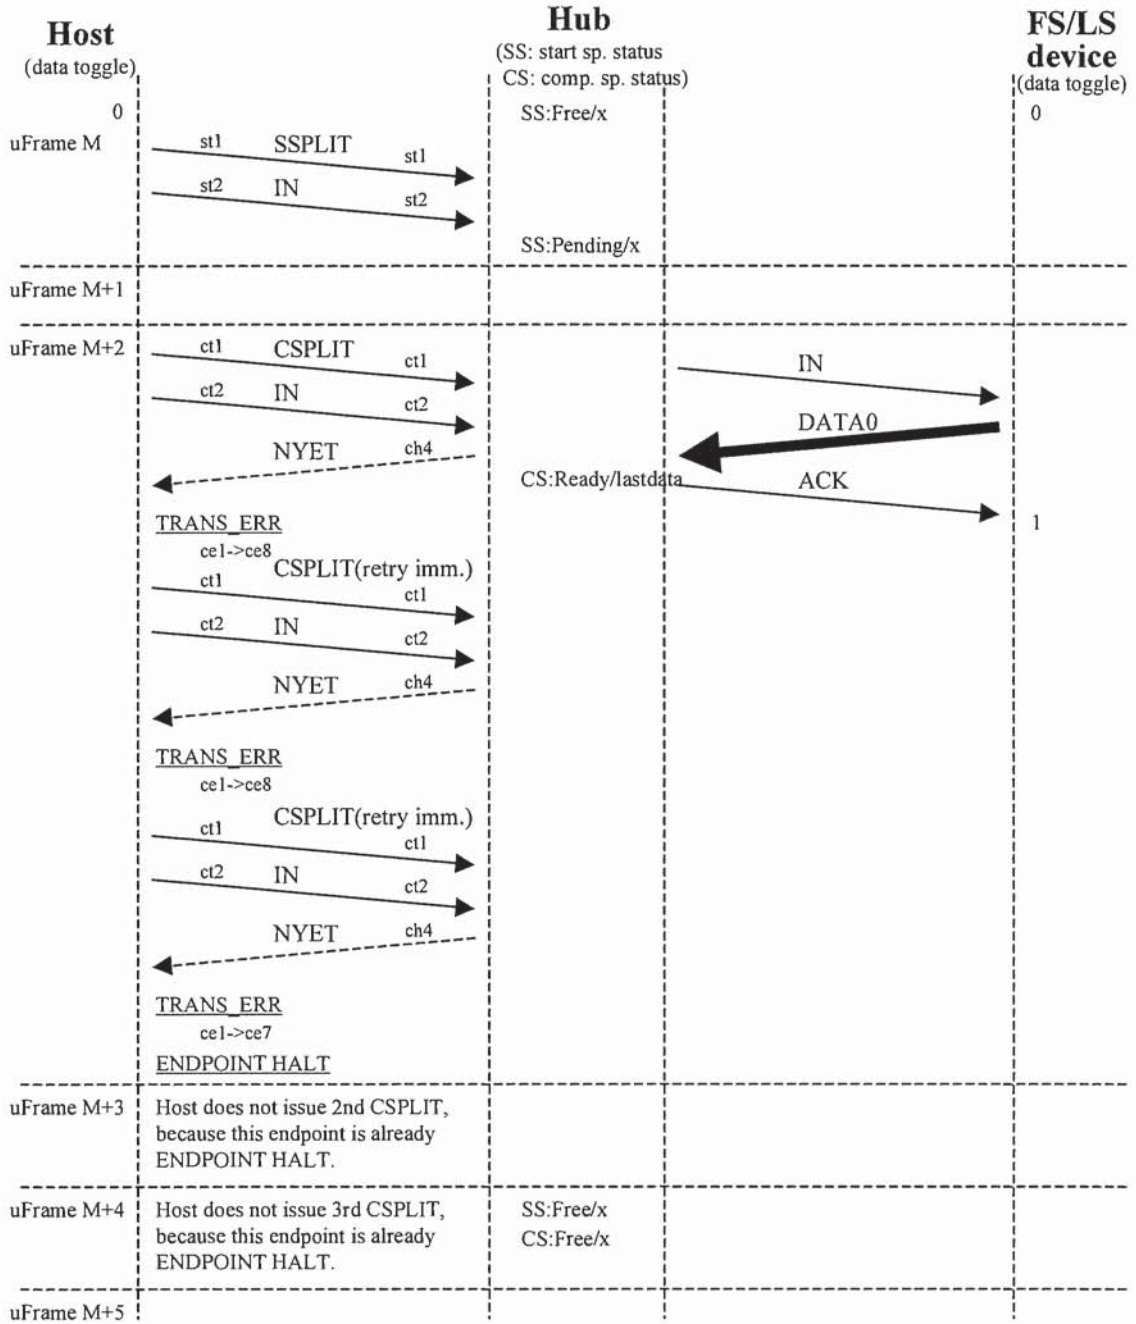 Host
(data toggle)
Hub
(SS: start sp. status
CS: comp. sp. status)
FS/LS
device
(data toggle)
0
SS:Free/x
0
uFrame M
st1 SSPLIT st1
st2 IN st2
SS:Pending/x
uFrame M+1
uFrame M+2
ct1 CSPLIT ct1
IN
ct2 IN ct2
DATA0
NYET ch4
CS:Ready/lastdata
ACK
TRANS_ERR
1
ce1->ce8
CSPLIT(retry imm.)
ct1 ct1
ct2 IN ct2
NYET ch4
TRANS_ERR
ce1->ce8
CSPLIT(retry imm.)
ct1 ct1
ct2 IN ct2
NYET ch4
TRANS_ERR
ce1->ce7
ENDPOINT HALT
uFrame M+3
Host does not issue 2nd CSPLIT,
because this endpoint is already
ENDPOINT HALT.
uFrame M+4
Host does not issue 3rd CSPLIT,
because this endpoint is already
ENDPOINT HALT.
SS:Free/x
CS:Free/x
uFrame M+5